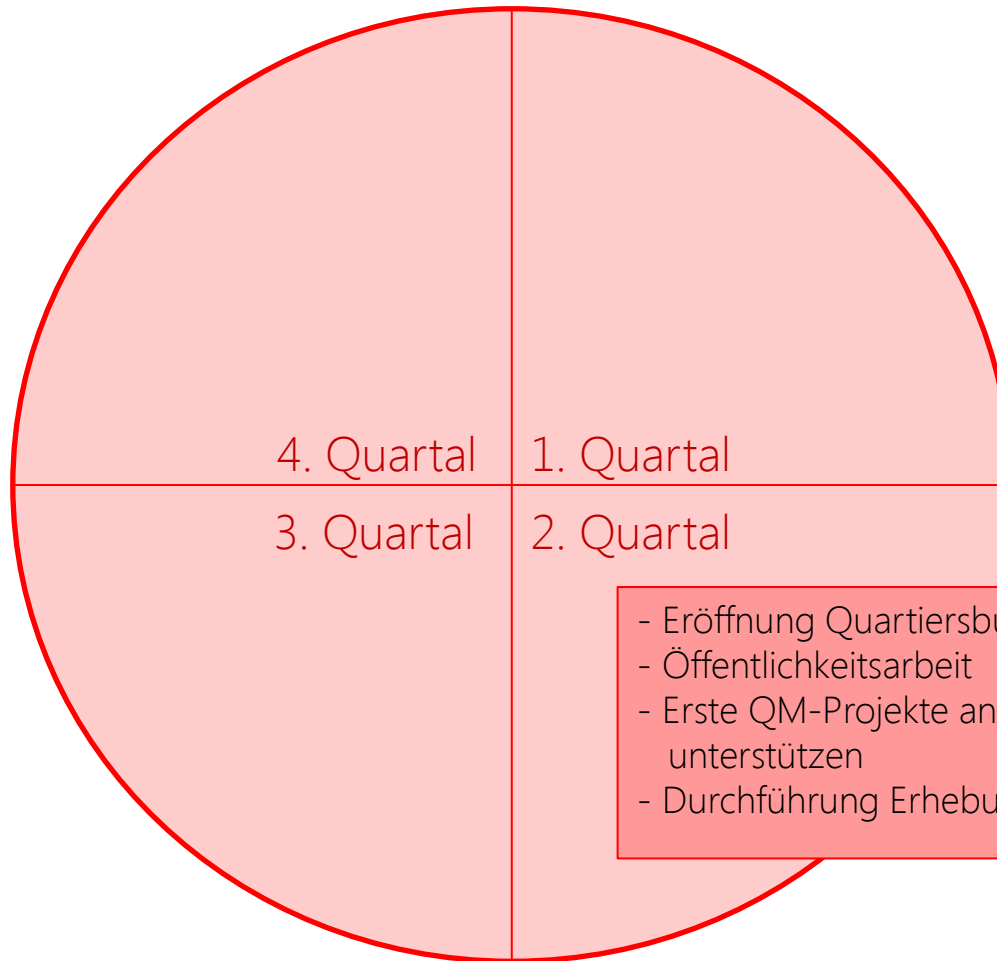 4. Quartal 1. Quartal
3. Quartal 2. Quartal
- Eröffnung
- Öffentlichkeitsarbeit
- Erste QM-Projekte
unterstützen
- Durchführung